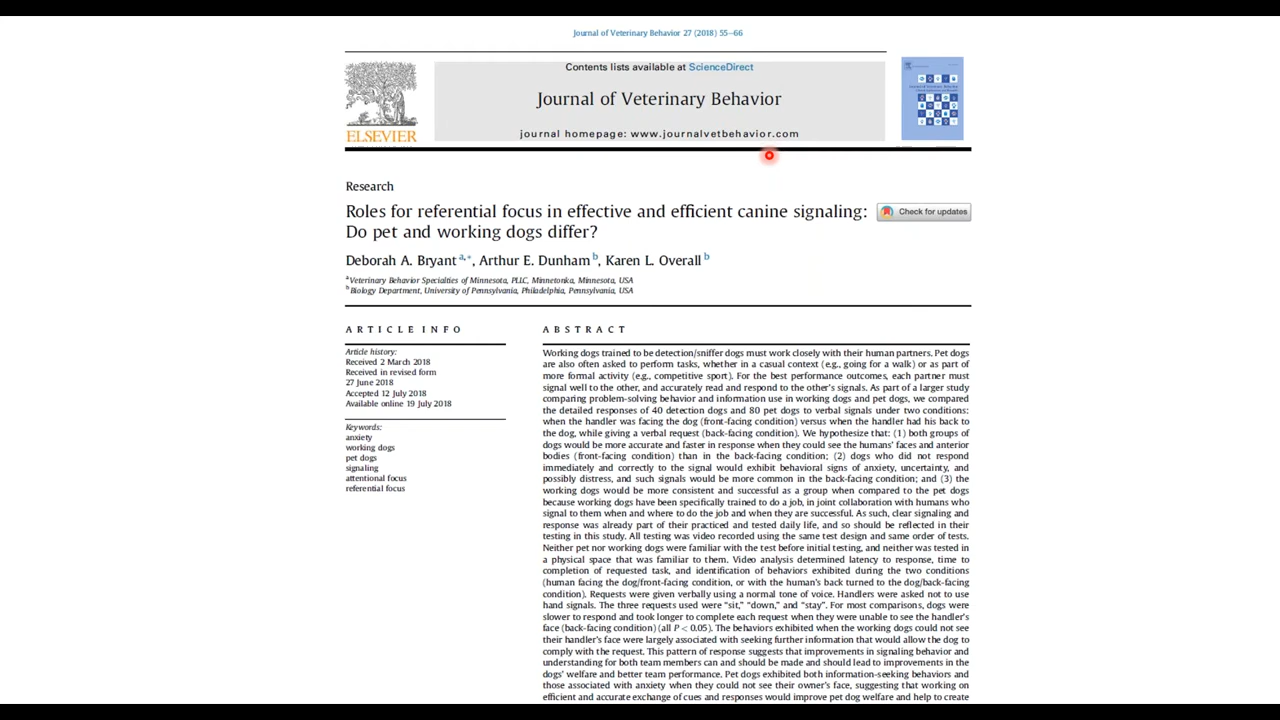 Journal of Veterinary Behavior 27 (2018) 55–66
Contents lists available at ScienceDirect
Journal of Veterinary Behavior
journal homepage: www.journalvetbehavior.com
ELSEVIER
Research
Roles for referential focus in effective and efficient canine signaling:
Do pet and working dogs differ?
Check for updates
Deborah A. Bryant a,*, Arthur E. Dunham b, Karen L. Overall b
a Veterinary Behavior Specialties of Minnesota, PLLC, Minnetonka, Minnesota, USA
b Biology Department, University of Pennsylvania, Philadelphia, Pennsylvania, USA
ARTICLE INFO
Article history:
Received 2 March 2018
Received in revised form
27 June 2018
Accepted 12 July 2018
Available online 19 July 2018
Keywords:
anxiety
working dogs
pet dogs
signaling
attentional focus
referential focus
ABSTRACT
Working dogs trained to be detection/sniffer dogs must work closely with their human partners. Pet dogs
are also often asked to perform tasks, whether in a casual context (e.g., going for a walk) or as part of
more formal activity (e.g., competitive sport). For the best performance outcomes, each partner must
signal well to the other, and accurately read and respond to the other's signals. As part of a larger study
comparing problem-solving behavior and information use in working dogs and pet dogs, we compared
the detailed responses of 40 detection dogs and 80 pet dogs to verbal signals under two conditions:
when the handler was facing the dog (front-facing condition) versus when the handler had his back to
the dog, while giving a verbal request (back-facing condition). We hypothesize that: (1) both groups of
dogs would be more accurate and faster in response when they could see the humans' faces and anterior
bodies (front-facing condition) than in the back-facing condition; (2) dogs who did not respond
immediately and correctly to the signal would exhibit behavioral signs of anxiety, uncertainty, and
possibly distress, and such signals would be more common in the back-facing condition; and (3) the
working dogs would be more consistent and successful as a group when compared to the pet dogs
because working dogs have been specifically trained to do a job, in joint collaboration with humans who
signal to them when and where to do the job and when they are successful. As such, clear signaling and
response was already part of their practiced and tested daily life, and so should be reflected in their
testing in this study. All testing was video recorded using the same test design and same order of tests.
Neither pet nor working dogs were familiar with the test before initial testing, and neither was tested in
a physical space that was familiar to them. Video analysis determined latency to response, time to
completion of requested task, and identification of behaviors exhibited during the two conditions
(human facing the dog/front-facing condition, or with the human's back turned to the dog/back-facing
condition). Requests were given verbally using a normal tone of voice. Handlers were asked not to use
hand signals. The three requests used were “sit,” “down,” and “stay”. For most comparisons, dogs were
slower to respond and took longer to complete each request when they were unable to see the handler's
face (back-facing condition) (all P < 0.05). The behaviors exhibited when the working dogs could not see
their handler's face were largely associated with seeking further information that would allow the dog to
comply with the request. This pattern of response suggests that improvements in signaling behavior and
understanding for both team members can and should be made and should lead to improvements in the
dogs' welfare and better team performance. Pet dogs exhibited both information-seeking behaviors and
those associated with anxiety when they could not see their owner's face, suggesting that working on
efficient and accurate exchange of cues and responses would improve pet dog welfare and help to create